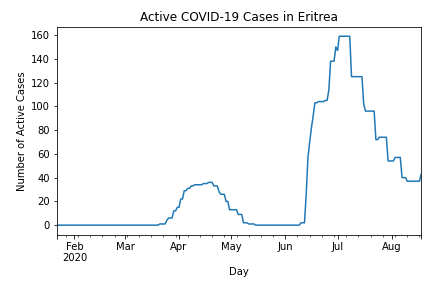 Active COVID-19 Cases in Eritrea
160
140
120
100
80
60
40
20
0
Number of Active Cases
Feb Mar Apr May Jun Jul Aug
2020
Day